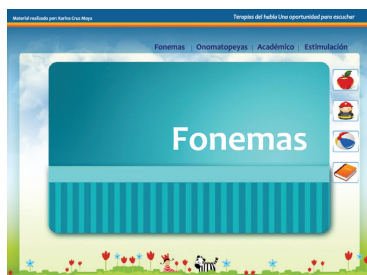 Material realizado por: Karina Cruz Moya
Terapias del habla Una oportunidad para escuchar
Fonemas | Onomatopeyas | Académico | Estimulación
Fonemas